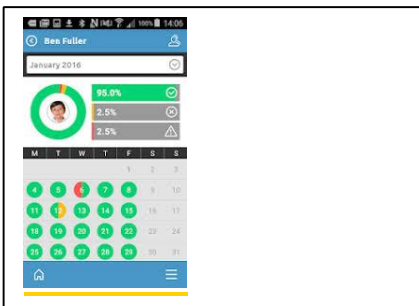 100% 14:05
Ben Fuller
January 2016
95.0%
2.5%
2.5%
M T W T F S S
1 2 3
4 5 6 7 8 9 10
11 12 13 14 15 16 17
18 19 20 21 22 23 24
25 26 27 28 29 30 31